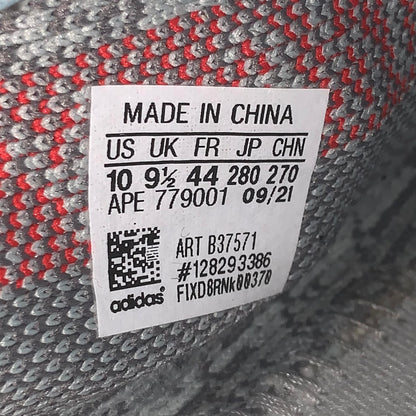 MADE IN CHINA
US UK FR JP CHN
10 9½ 44 280 270
APE 779001 09/21
ART B37571
#128293386
adidas® F1XD8RNk00370